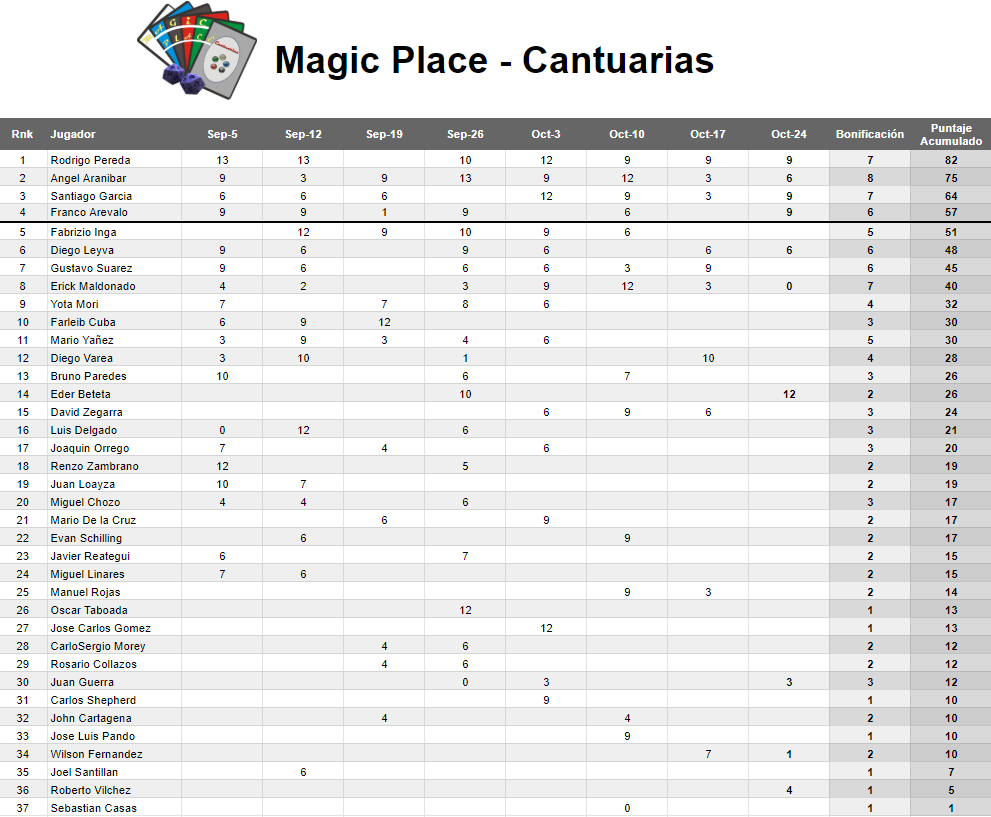 MAGIC
PLACE
Cantuarias
Magic Place - Cantuarias
Rnk Jugador Sep-5 Sep-12 Sep-19 Sep-26 Oct-3 Oct-10 Oct-17 Oct-24 Bonificación Puntaje Acumulado
1 Rodrigo Pereda 13 13 10 12 9 9 9 7 82
2 Angel Aranibar 9 3 9 13 9 12 3 6 8 75
3 Santiago Garcia 6 6 6 12 9 3 9 7 64
4 Franco Arevalo 9 9 1 9 6 9 6 57
5 Fabrizio Inga 12 9 10 9 6 5 51
6 Diego Leyva 9 6 9 6 6 6 6 48
7 Gustavo Suarez 9 6 6 6 3 9 6 45
8 Erick Maldonado 4 2 3 9 12 3 0 7 40
9 Yota Mori 7 7 8 6 4 32
10 Farleib Cuba 6 9 12 3 30
11 Mario Yañez 3 9 3 4 6 5 30
12 Diego Varea 3 10 1 10 4 28
13 Bruno Paredes 10 6 7 3 26
14 Eder Beteta 10 12 2 26
15 David Zegarra 6 9 6 3 24
16 Luis Delgado 0 12 6 3 21
17 Joaquin Orrego 7 4 6 3 20
18 Renzo Zambrano 12 5 2 19
19 Juan Loayza 10 7 2 19
20 Miguel Chozo 4 4 6 3 17
21 Mario De la Cruz 6 9 2 17
22 Evan Schilling 6 9 2 17
23 Javier Reategui 6 7 2 15
24 Miguel Linares 7 6 2 15
25 Manuel Rojas 9 3 2 14
26 Oscar Taboada 12 1 13
27 Jose Carlos Gomez 12 1 13
28 CarloSergio Morey 4 6 2 12
29 Rosario Collazos 4 6 2 12
30 Juan Guerra 0 3 3 3 12
31 Carlos Shepherd 9 1 10
32 John Cartagena 4 4 2 10
33 Jose Luis Pando 9 1 10
34 Wilson Fernandez 7 1 2 10
35 Joel Santillan 6 1 7
36 Roberto Vilchez 4 1 5
37 Sebastian Casas 0 1 1